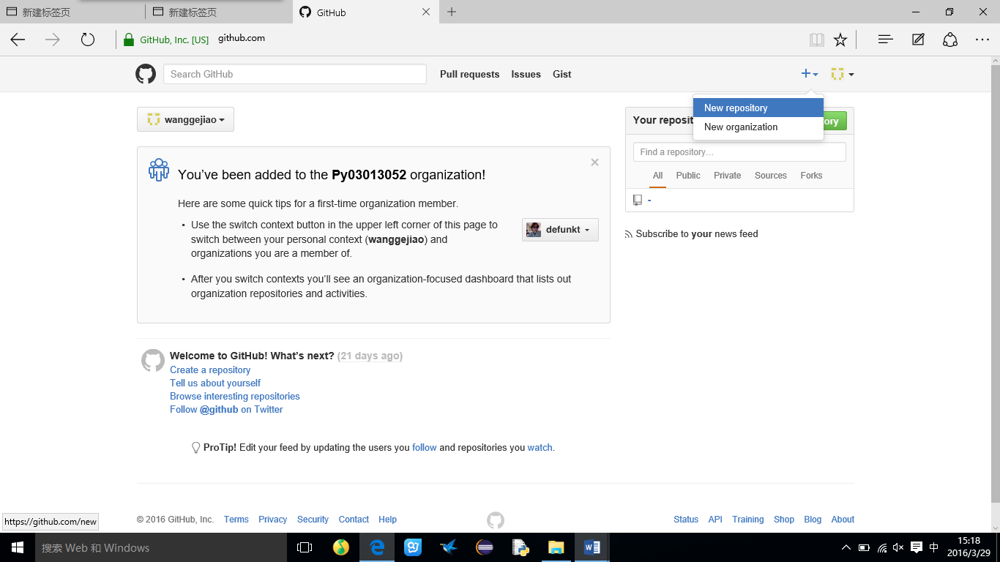 新建标签页
新建标签页
GitHub
GitHub, Inc. [US]
github.com
Search GitHub
Pull requests
Issues
Gist
New repository
New organization
wanggejiao
Your reposit
ory
Find a repository…
All
Public
Private
Sources
Forks
-
Subscribe to your news feed
You’ve been added to the Py03013052 organization!
Here are some quick tips for a first-time organization member.
• Use the switch context button in the upper left corner of this page to
switch between your personal context (wanggejiao) and
organizations you are a member of.
defunkt
• After you switch contexts you’ll see an organization-focused dashboard that lists out
organization repositories and activities.
Welcome to GitHub! What’s next? (21 days ago)
Create a repository
Tell us about yourself
Browse interesting repositories
Follow @github on Twitter
ProTip! Edit your feed by updating the users you follow and repositories you watch.
© 2016 GitHub, Inc.
Terms
Privacy
Security
Contact
Help
Status
API
Training
Shop
Blog
About
https://github.com/new
搜索 Web 和 Windows
中
15:18
2016/3/29